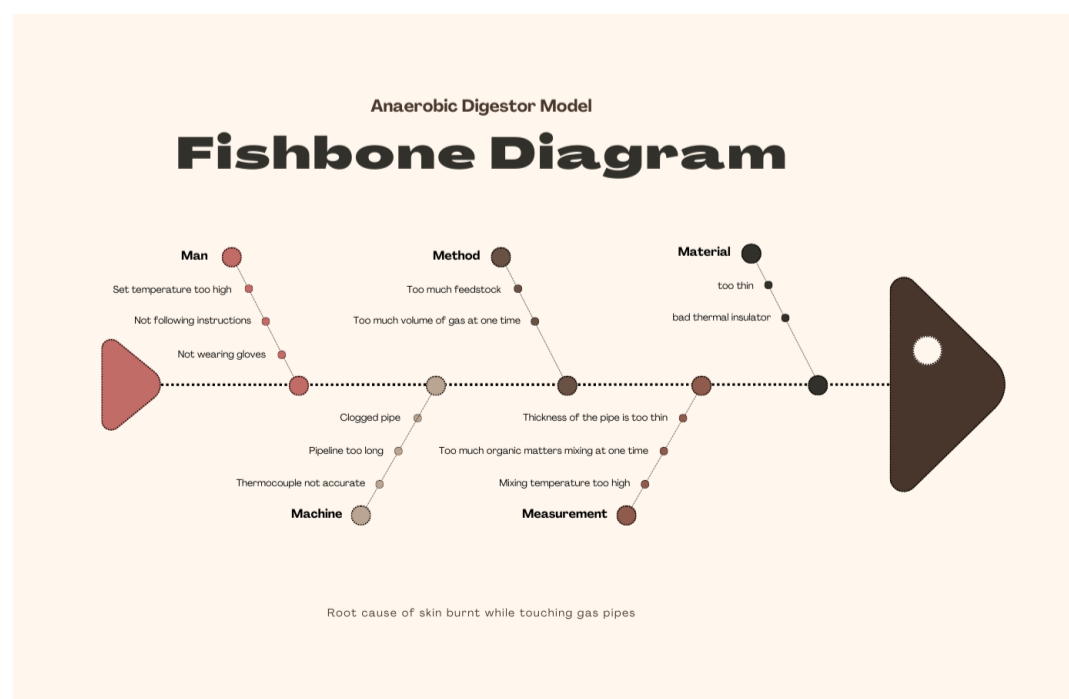 Anaerobic Digestor Model
Fishbone Diagram
Man
Set temperature too high
Not following instructions
Not wearing gloves
Method
Too much feedstock
Too much volume of gas at one time
Material
too thin
bad thermal insulator
Clogged pipe
Pipeline too long
Thermocouple not accurate
Machine
Thickness of the pipe is too thin
Too much organic matters mixing at one time
Mixing temperature too high
Measurement
Root cause of skin burnt while touching gas pipes